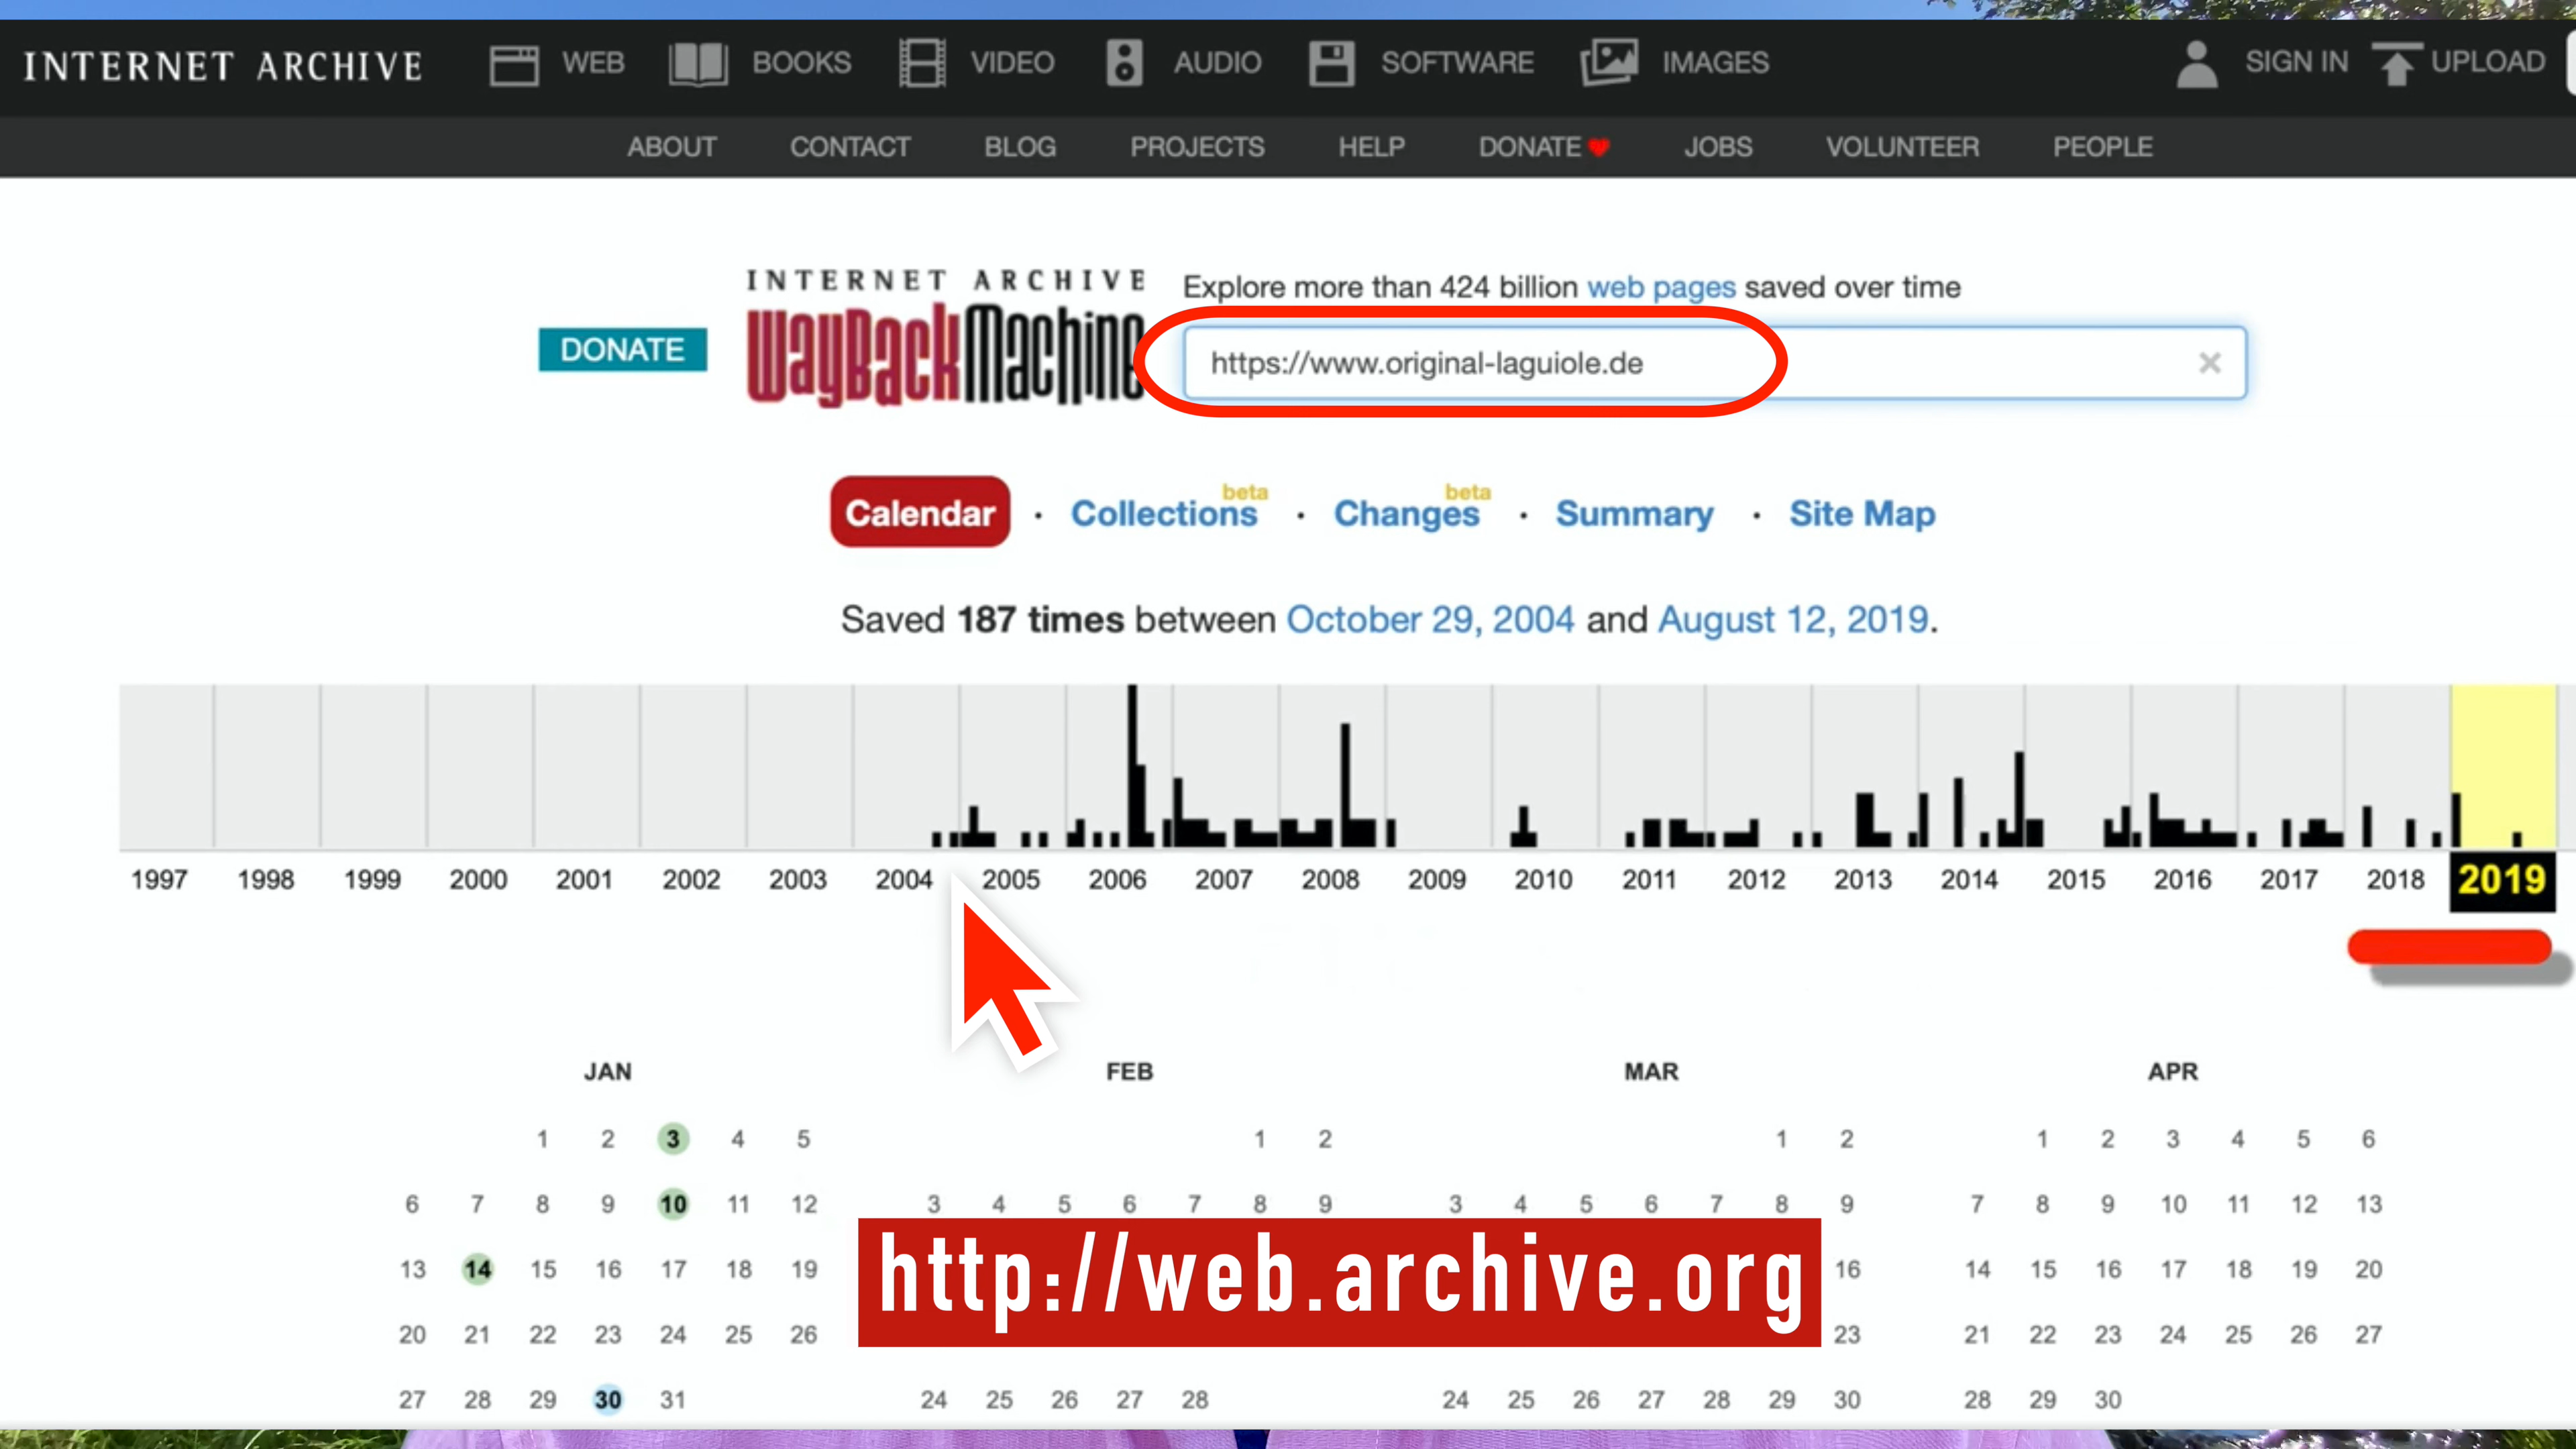 INTERNET ARCHIVE WEB BOOKS VIDEO AUDIO SOFTWARE IMAGES SIGN IN UPLOAD
ABOUT CONTACT BLOG PROJECTS HELP DONATE JOBS VOLUNTEER PEOPLE
DONATE
INTERNET ARCHIVE
WayBackMachine
Explore more than 424 billion web pages saved over time
https://www.original-laguiole.de ×
Calendar · Collections beta · Changes beta · Summary · Site Map
Saved 187 times between October 29, 2004 and August 12, 2019.
1997 1998 1999 2000 2001 2002 2003 2004 2005 2006 2007 2008 2009 2010 2011 2012 2013 2014 2015 2016 2017 2018 2019
JAN FEB MAR APR
1 2 3 4 5 1 2 1 2 1 2 3 4 5 6
6 7 8 9 10 11 12 3 4 5 6 7 8 9 3 4 5 6 7 8 9 7 8 9 10 11 12 13
13 14 15 16 17 18 19 16 14 15 16 17 18 19 20
http://web.archive.org
20 21 22 23 24 25 26 23 21 22 23 24 25 26 27
27 28 29 30 31 24 25 26 27 28 24 25 26 27 28 29 30 28 29 30